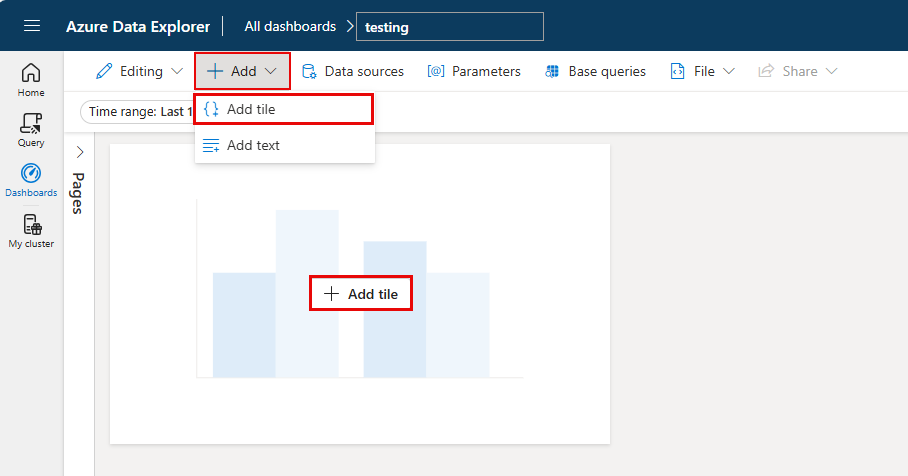 Azure Data Explorer
All dashboards
testing
Editing
Add
Data sources
Parameters
Base queries
File
Share
Home
Query
Dashboards
My cluster
Time range: Last 1
Add tile
Add text
Pages
Add tile